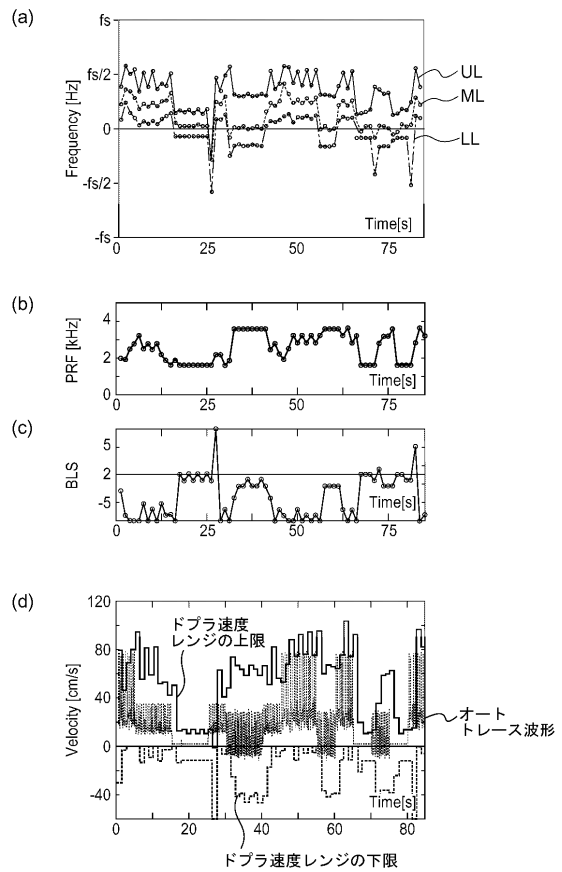 (a)
fs
fs/2
0
-fs/2
-fs
Frequency [Hz]
UL
ML
LL
Time[s]
0
25
50
75
(b)
4
2
0
PRF [kHz]
Time[s]
0
25
50
75
(c)
5
2
-5
BLS
Time[s]
0
25
50
75
(d)
120
80
40
0
-40
Velocity [cm/s]
ドプラ速度
レンジの上限
オート
トレース波形
Time[s]
0
20
40
60
80
ドプラ速度レンジの下限